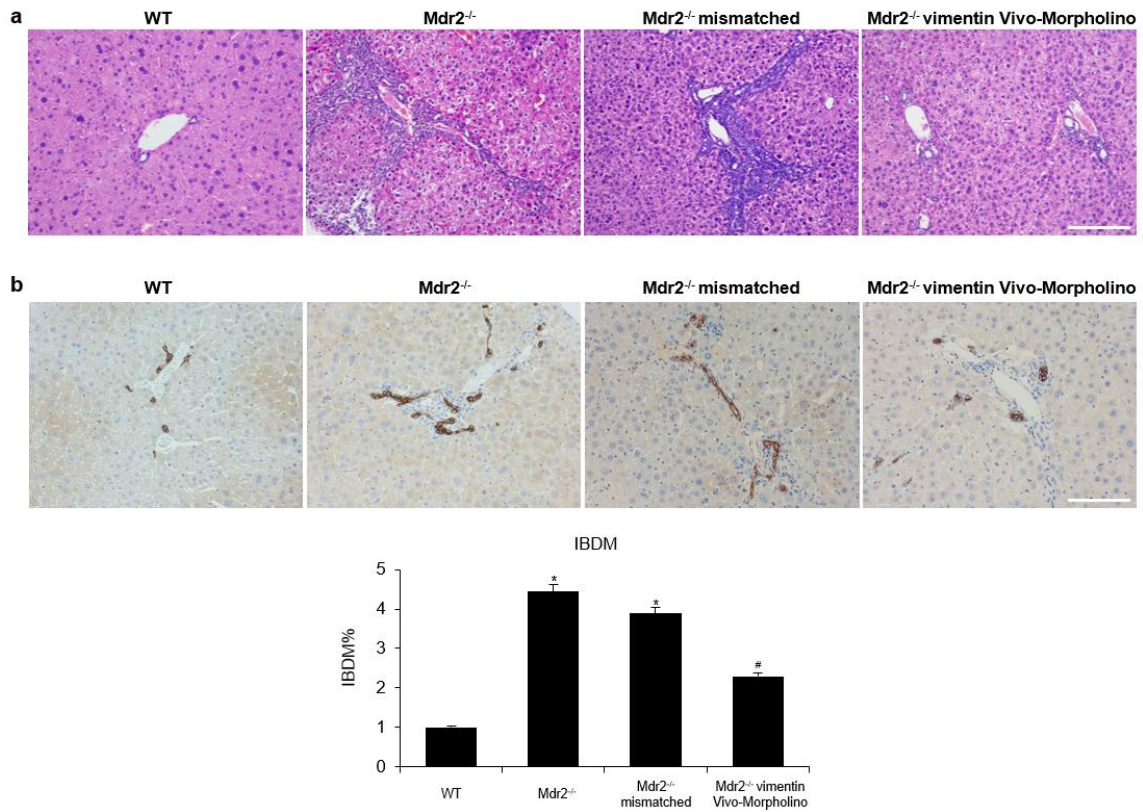 a
WT Mdr2-/- Mdr2-/- mismatched Mdr2-/- vimentin Vivo-Morpholino
b
WT Mdr2-/- Mdr2-/- mismatched Mdr2-/- vimentin Vivo-Morpholino
IBDM
IBDM%
5
4
3
2
1
0
* * #
WT Mdr2-/- Mdr2-/- mismatched Mdr2-/- vimentin Vivo-Morpholino